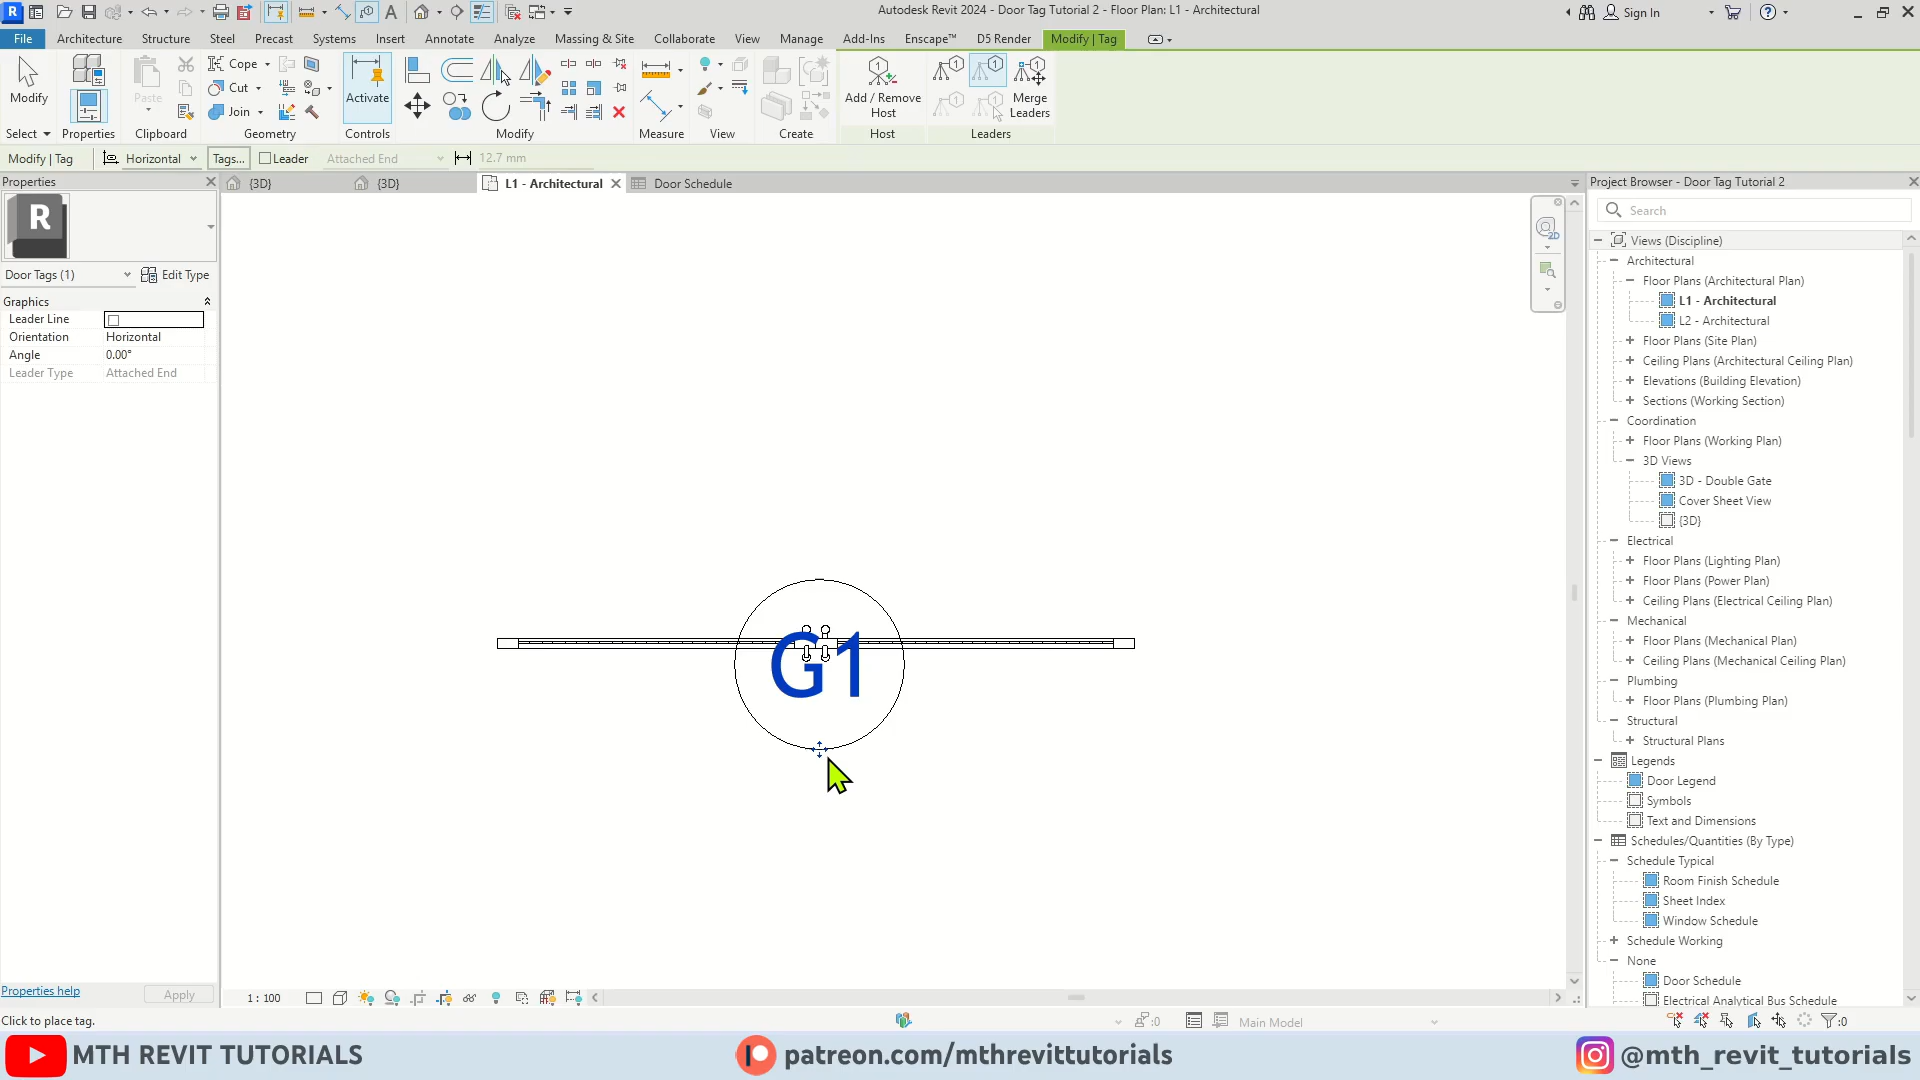 Autodesk Revit 2024 - Door Tag Tutorial 2 - Floor Plan: L1 - Architectural
Sign In
File Architecture Structure Steel Precast Systems Insert Annotate Analyze Massing & Site Collaborate View Manage Add-Ins Enscape™ D5 Render Modify | Tag
Modify
Paste
Cope
Cut
Join
Activate
Add / Remove
Host
Merge
Leaders
Select Properties Clipboard Geometry Controls Modify Measure View Create Host Leaders
Modify | Tag Horizontal Tags... Leader Attached End 12.7 mm
Properties
{3D} {3D} L1 - Architectural Door Schedule
R
Door Tags (1) Edit Type
Graphics
Leader Line
Orientation Horizontal
Angle 0.00°
Leader Type Attached End
Properties help Apply
G1
2D
Project Browser - Door Tag Tutorial 2
Search
Views (Discipline)
Architectural
Floor Plans (Architectural Plan)
L1 - Architectural
L2 - Architectural
Floor Plans (Site Plan)
Ceiling Plans (Architectural Ceiling Plan)
Elevations (Building Elevation)
Sections (Working Section)
Coordination
Floor Plans (Working Plan)
3D Views
3D - Double Gate
Cover Sheet View
{3D}
Electrical
Floor Plans (Lighting Plan)
Floor Plans (Power Plan)
Ceiling Plans (Electrical Ceiling Plan)
Mechanical
Floor Plans (Mechanical Plan)
Ceiling Plans (Mechanical Ceiling Plan)
Plumbing
Floor Plans (Plumbing Plan)
Structural
Structural Plans
Legends
Door Legend
Symbols
Text and Dimensions
Schedules/Quantities (By Type)
Schedule Typical
Room Finish Schedule
Sheet Index
Window Schedule
Schedule Working
None
Door Schedule
Electrical Analytical Bus Schedule
1 : 100
Click to place tag. :0 Main Model :0
MTH REVIT TUTORIALS patreon.com/mthrevittutorials @mth_revit_tutorials